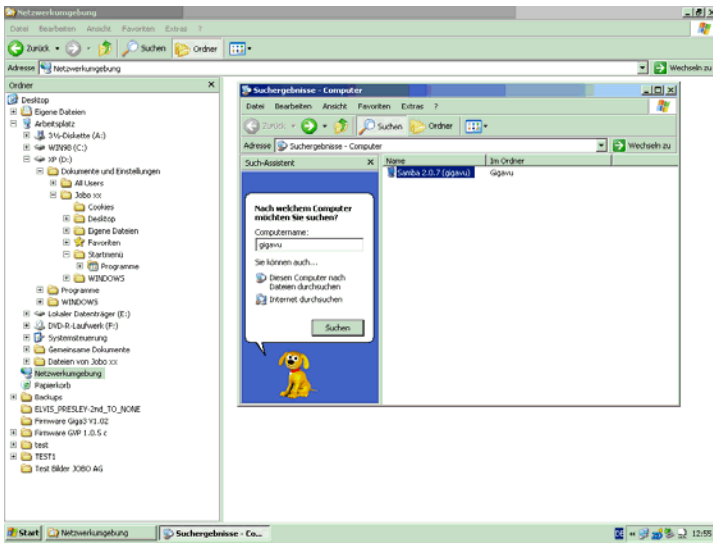 Netzwerkumgebung
Datei Bearbeiten Ansicht Favoriten Extras ?
Zurück Suchen Ordner
Adresse Netzwerkumgebung Wechseln zu
Ordner
Desktop
Eigene Dateien
Arbeitsplatz
3½-Diskette (A:)
WIN98 (C:)
XP (D:)
Dokumente und Einstellungen
All Users
Jobo xx
Cookies
Desktop
Eigene Dateien
Favoriten
Startmenü
Programme
WINDOWS
Programme
WINDOWS
Lokaler Datenträger (E:)
DVD-R-Laufwerk (F:)
Systemsteuerung
Gemeinsame Dokumente
Dateien von Jobo xx
Netzwerkumgebung
Papierkorb
Backups
ELVIS_PRESLEY-2nd_TO_NONE
Firmware Giga3 V1.02
Firmware GVP 1.0.5 c
test
TEST1
Test Bilder JOBO AG
Suchergebnisse - Computer
Datei Bearbeiten Ansicht Favoriten Extras ?
Zurück Suchen Ordner
Adresse Suchergebnisse - Computer Wechseln zu
Such-Assistent
Name Im Ordner
Samba 2.0.7 (gigavu) Gigavu
Nach welchem Computer
möchten Sie suchen?
Computername:
gigavu
Sie können auch...
Diesen Computer nach
Dateien durchsuchen
Internet durchsuchen
Suchen
Start Netzwerkumgebung Suchergebnisse - Co... DE 12:55